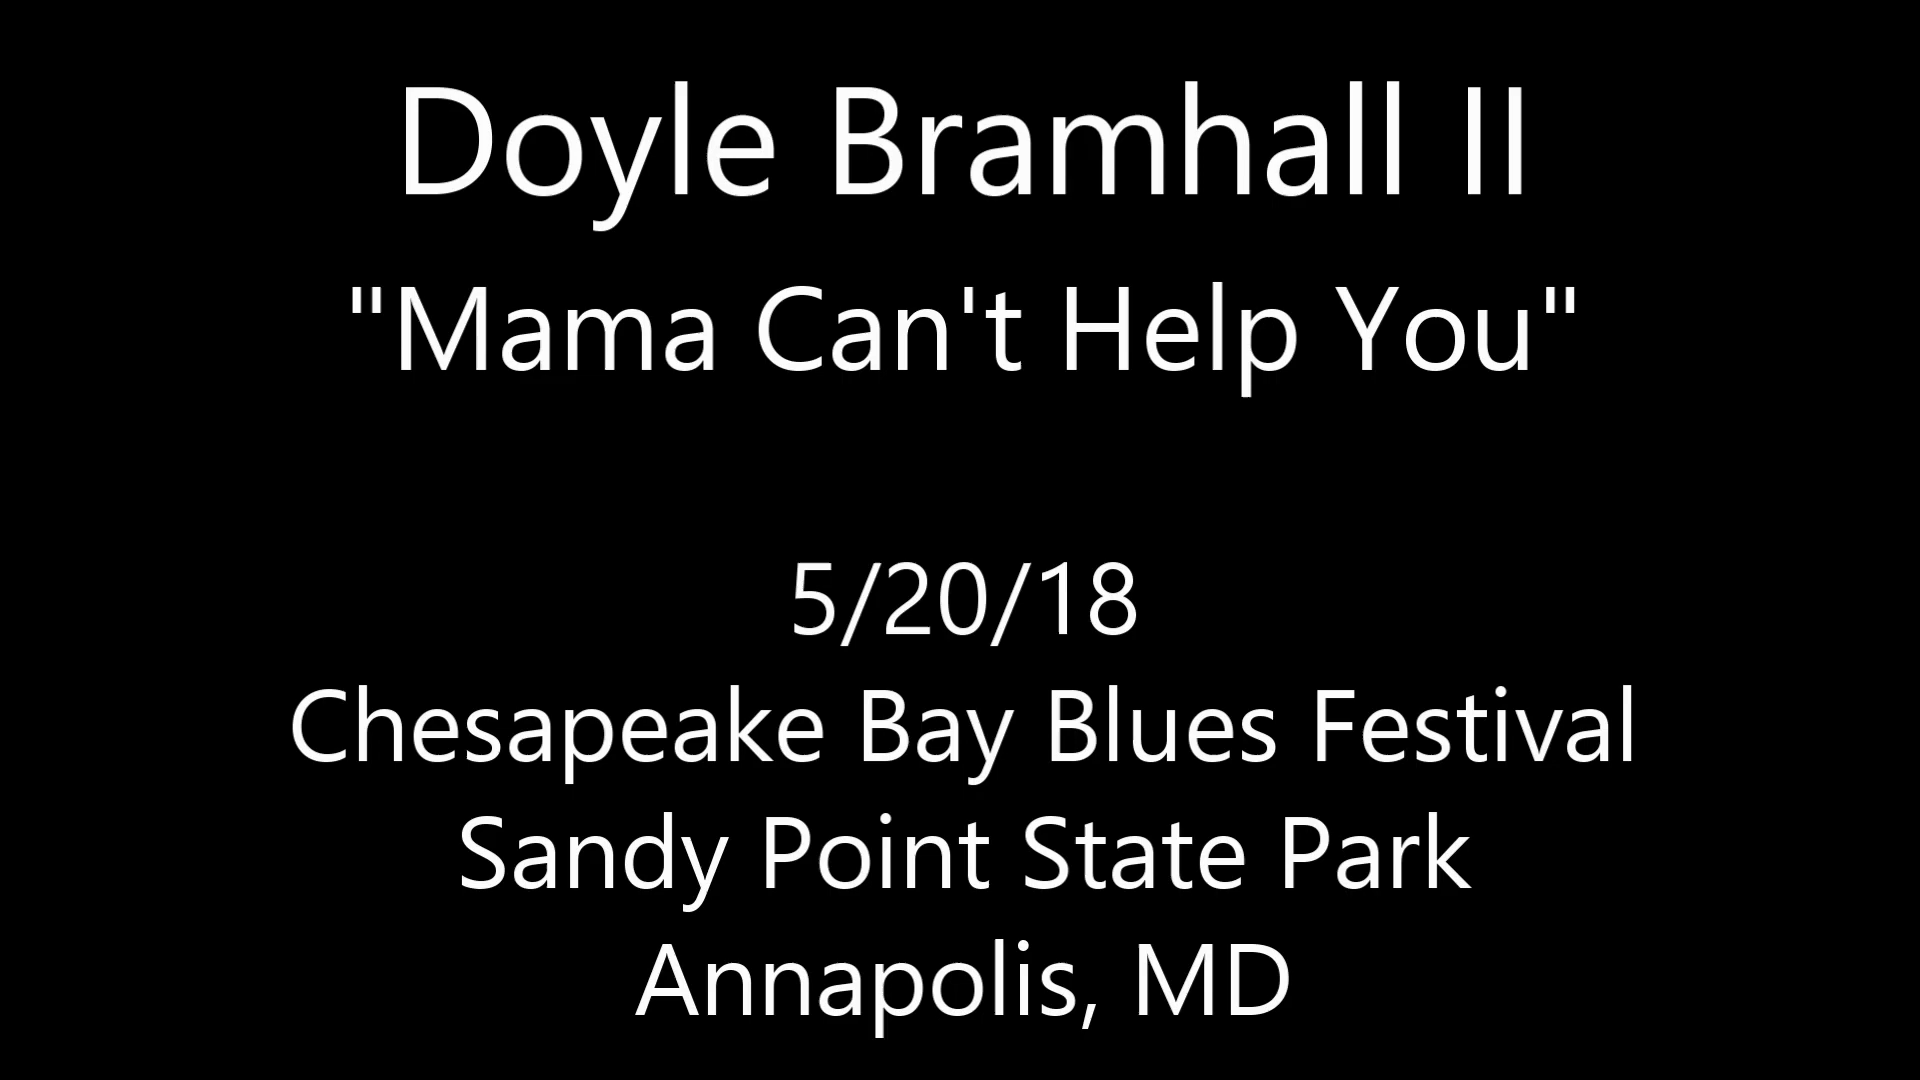 Doyle Bramhall II
"Mama Can't Help You"
5/20/18
Chesapeake Bay Blues Festival
Sandy Point State Park
Annapolis, MD